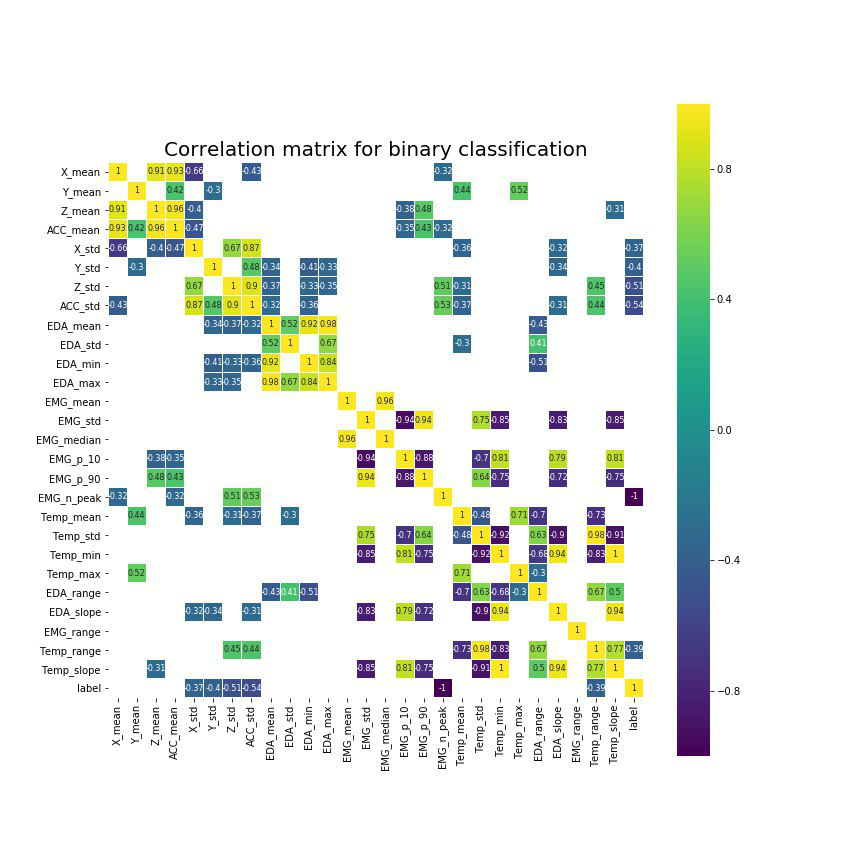 Correlation matrix for binary classification
X_mean 1 0.91 0.93 -0.66 -0.43 -0.32
Y_mean 1 0.42 -0.3 0.44 0.52
Z_mean 0.91 1 0.96 -0.4 -0.38 0.48 -0.31
ACC_mean 0.93 0.42 0.96 1 -0.47 -0.35 0.43 -0.32
X_std -0.66 -0.4 -0.47 1 0.67 0.87 -0.36 -0.32 -0.37
Y_std -0.3 1 0.48 -0.34 -0.41 -0.33 -0.34 -0.4
Z_std 0.67 1 0.9 -0.37 -0.33 -0.35 0.51 -0.31 0.45 -0.51
ACC_std -0.43 0.87 0.48 0.9 1 -0.32 -0.36 0.53 -0.37 -0.31 0.44 -0.54
EDA_mean -0.34 -0.37 -0.32 1 0.52 0.92 0.98 -0.43
EDA_std 0.52 1 0.67 -0.3 0.41
EDA_min -0.41 -0.33 -0.36 0.92 1 0.84 -0.51
EDA_max -0.33 -0.35 0.98 0.67 0.84 1
EMG_mean 1 0.96
EMG_std 1 -0.94 0.94 0.75 -0.85 -0.83 -0.85
EMG_median 0.96 1
EMG_p_10 -0.38 -0.35 -0.94 1 -0.88 -0.7 0.81 0.79 0.81
EMG_p_90 0.48 0.43 0.94 -0.88 1 0.64 -0.75 -0.72 -0.75
EMG_n_peak -0.32 -0.32 0.51 0.53 1 -1
Temp_mean 0.44 -0.36 -0.31 -0.37 -0.3 1 -0.48 0.71 -0.7 -0.73
Temp_std 0.75 -0.7 0.64 -0.48 1 -0.92 0.63 -0.9 0.98 -0.91
Temp_min -0.85 0.81 -0.75 -0.92 1 -0.68 0.94 -0.83 1
Temp_max 0.52 0.71 1 -0.3
EDA_range -0.43 0.41 -0.51 -0.7 0.63 -0.68 -0.3 1 0.67 0.5
EDA_slope -0.32 -0.34 -0.31 -0.83 0.79 -0.72 -0.9 0.94 1 0.94
EMG_range 1
Temp_range 0.45 0.44 -0.73 0.98 -0.83 0.67 1 0.77 -0.39
Temp_slope -0.31 -0.85 0.81 -0.75 -0.91 1 0.5 0.94 0.77 1
label -0.37 -0.4 -0.51 -0.54 -1 -0.39 1
X_mean
Y_mean
Z_mean
ACC_mean
X_std
Y_std
Z_std
ACC_std
EDA_mean
EDA_std
EDA_min
EDA_max
EMG_mean
EMG_std
EMG_median
EMG_p_10
EMG_p_90
EMG_n_peak
Temp_mean
Temp_std
Temp_min
Temp_max
EDA_range
EDA_slope
EMG_range
Temp_range
Temp_slope
label
0.8
0.4
0.0
−0.4
−0.8